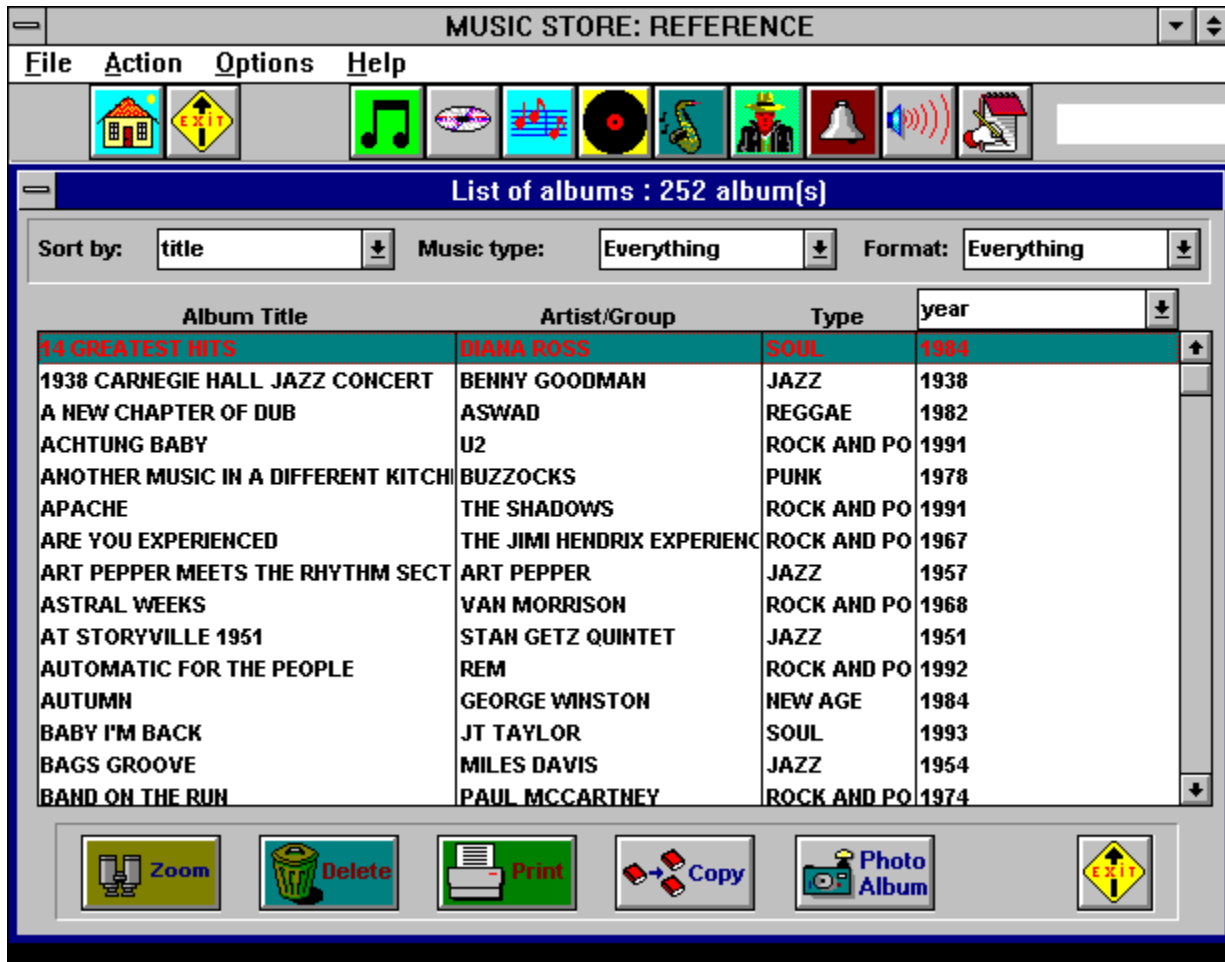 MUSIC STORE: REFERENCE
File Action Options Help
EXIT
List of albums : 252 album(s)
Sort by: title Music type: Everything Format: Everything
Album Title Artist/Group Type year
14 GREATEST HITS DIANA ROSS SOUL 1984
1938 CARNEGIE HALL JAZZ CONCERT BENNY GOODMAN JAZZ 1938
A NEW CHAPTER OF DUB ASWAD REGGAE 1982
ACHTUNG BABY U2 ROCK AND PO 1991
ANOTHER MUSIC IN A DIFFERENT KITCH BUZZOCKS PUNK 1978
APACHE THE SHADOWS ROCK AND PO 1991
ARE YOU EXPERIENCED THE JIMI HENDRIX EXPERIENC ROCK AND PO 1967
ART PEPPER MEETS THE RHYTHM SECT ART PEPPER JAZZ 1957
ASTRAL WEEKS VAN MORRISON ROCK AND PO 1968
AT STORYVILLE 1951 STAN GETZ QUINTET JAZZ 1951
AUTOMATIC FOR THE PEOPLE REM ROCK AND PO 1992
AUTUMN GEORGE WINSTON NEW AGE 1984
BABY I'M BACK JT TAYLOR SOUL 1993
BAGS GROOVE MILES DAVIS JAZZ 1954
BAND ON THE RUN PAUL MCCARTNEY ROCK AND PO 1974
Zoom Delete Print Copy Photo Album EXIT